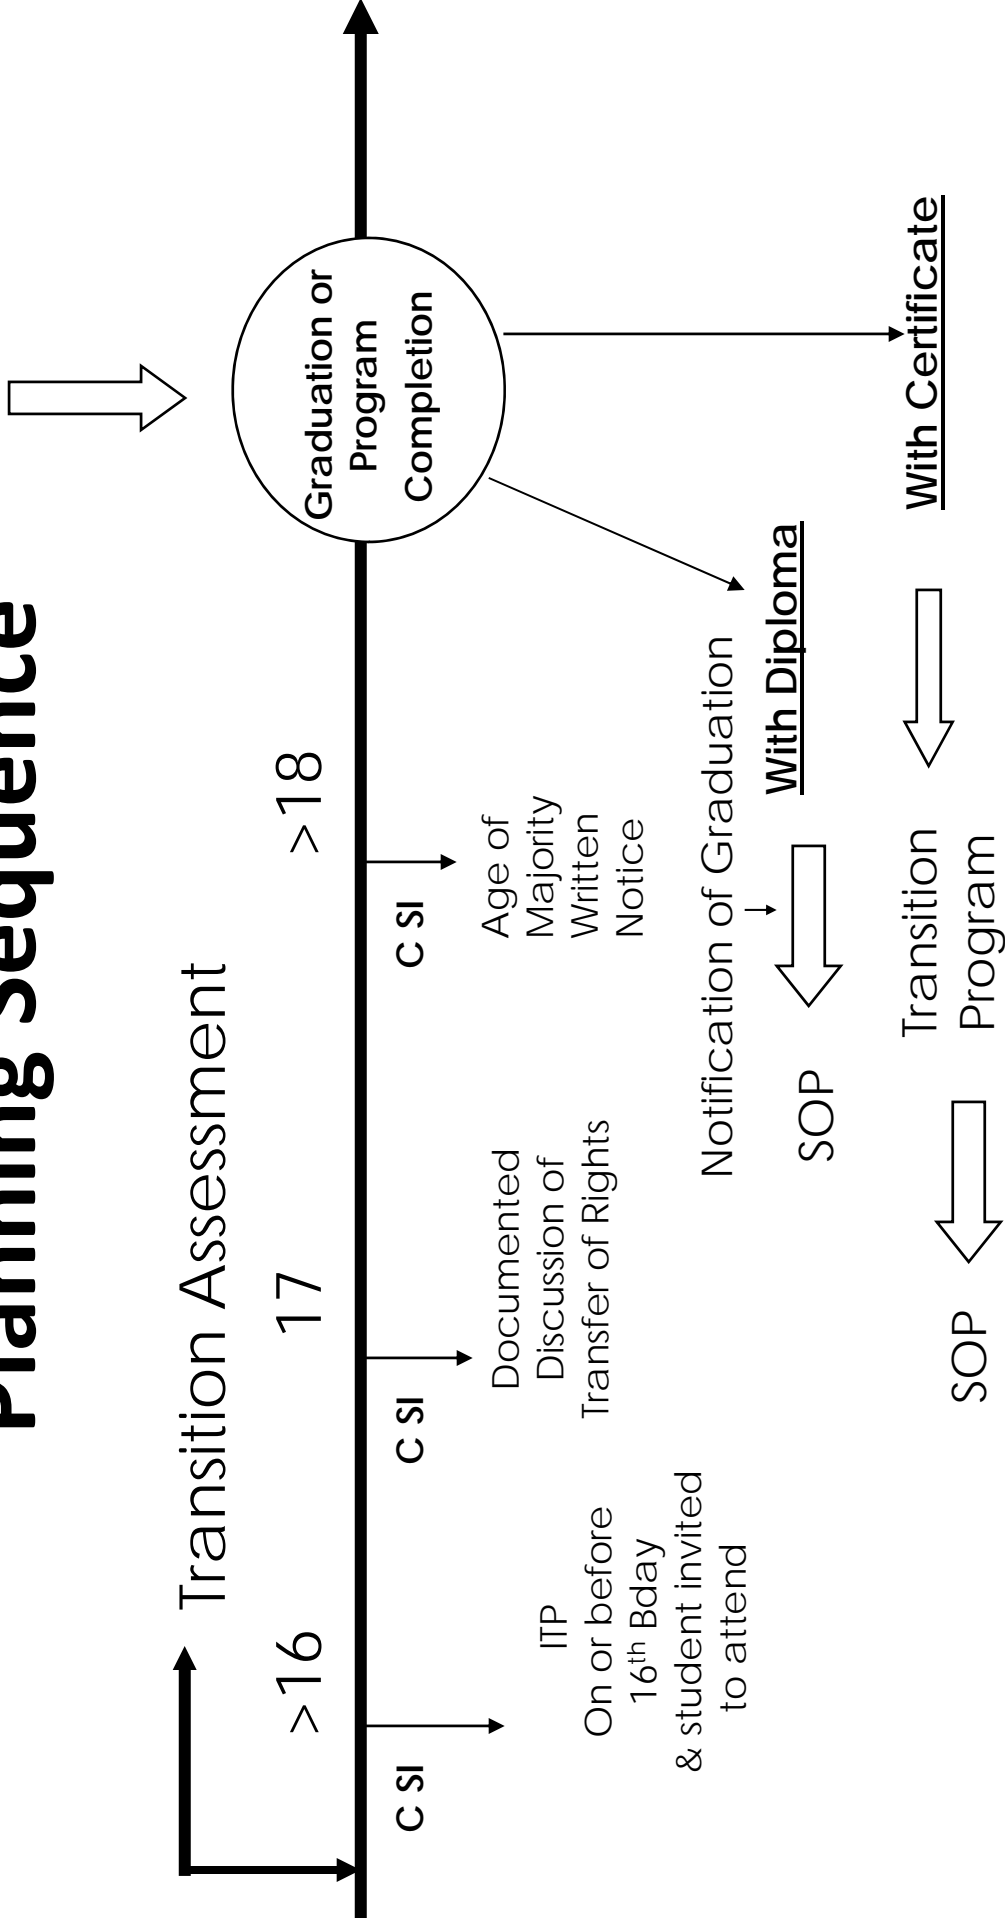 Planning Sequence
Transition Assessment
>16
17
>18
C SI
C SI
C SI
ITP
On or before
16th Bday
& student invited
to attend
Documented
Discussion of
Transfer of Rights
Age of
Majority
Written
Notice
Graduation or
Program
Completion
Notification of Graduation
With Diploma
SOP
With Certificate
Transition
Program
SOP